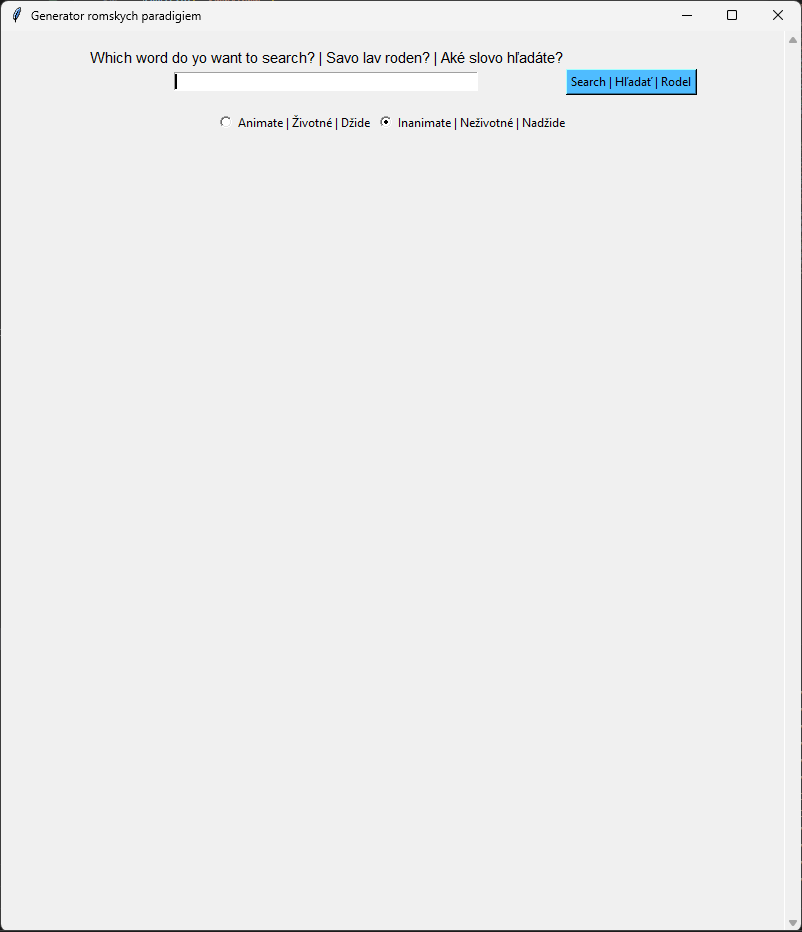 Generator romskych paradigiem
Which word do yo want to search? | Savo lav roden? | Aké slovo hľadáte?
Search | Hľadať | Rodel
Animate | Životné | Džide
Inanimate | Neživotné | Nadžide